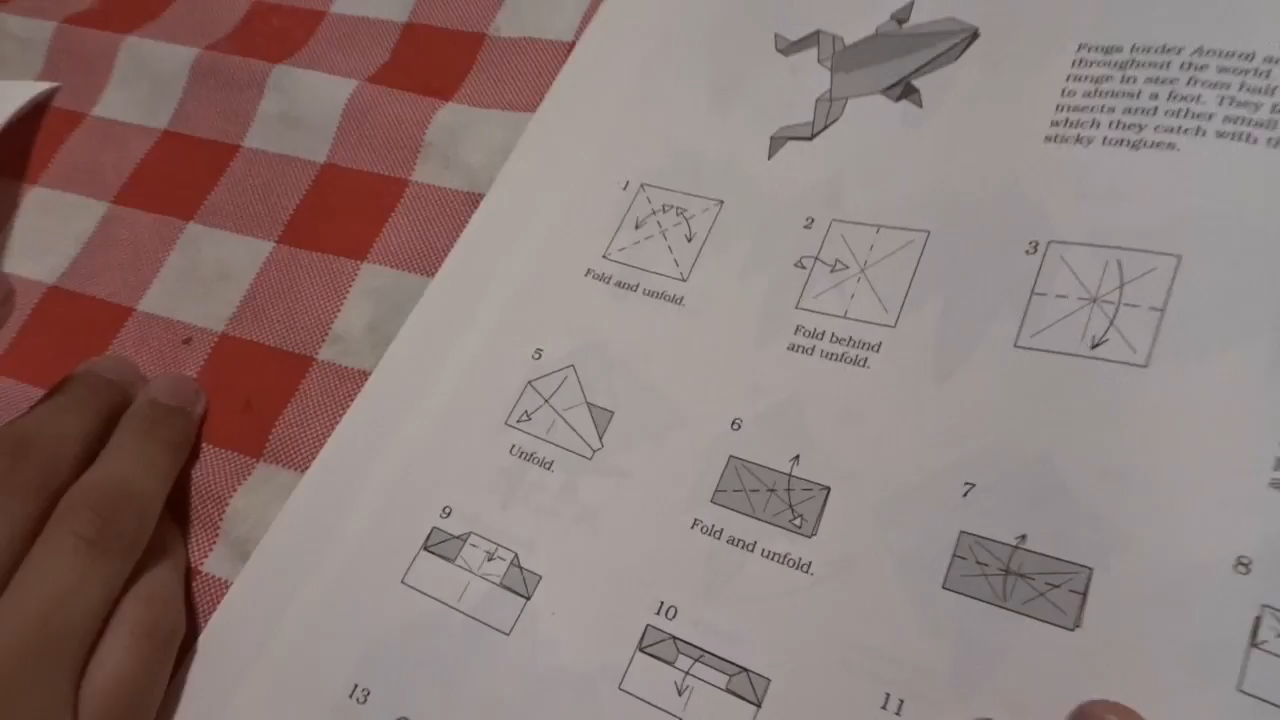 Frogs (order Anura)
throughout the world
range in size from half
to almost a foot. They
insects and other small
which they catch with
sticky tongues.
1
Fold and unfold.
2
Fold behind
and unfold.
3
5
Unfold.
6
Fold and unfold.
7
8
9
10
11
13